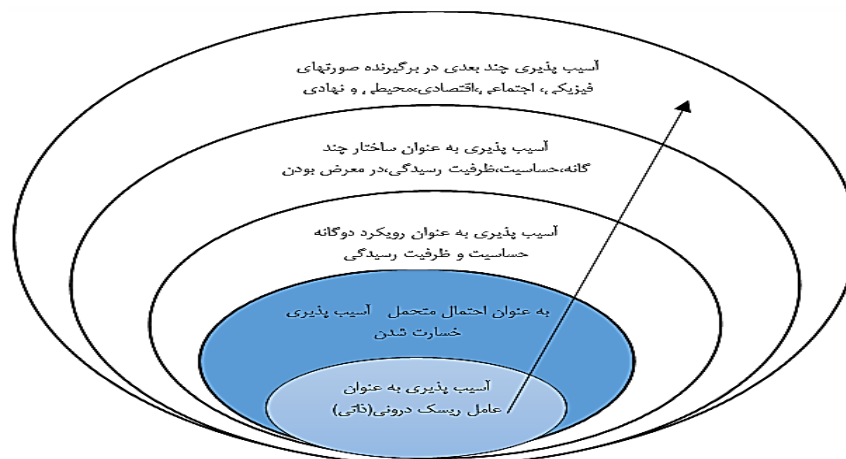 آسیب پذیری چند بعدی در برگیرنده صورتهای
فیزیکی، اجتماعی،اقتصادی،محیطی و نهادی
آسیب پذیری به عنوان ساختار چند
گانه،حساسیت،ظرفیت رسیدگی،در معرض بودن
آسیب پذیری به عنوان رویکرد دوگانه
حساسیت و ظرفیت رسیدگی
به عنوان احتمال متحمل آسیب پذیری
خسارت شدن
آسیب پذیری به عنوان
عامل ریسک درونی(ذاتی)